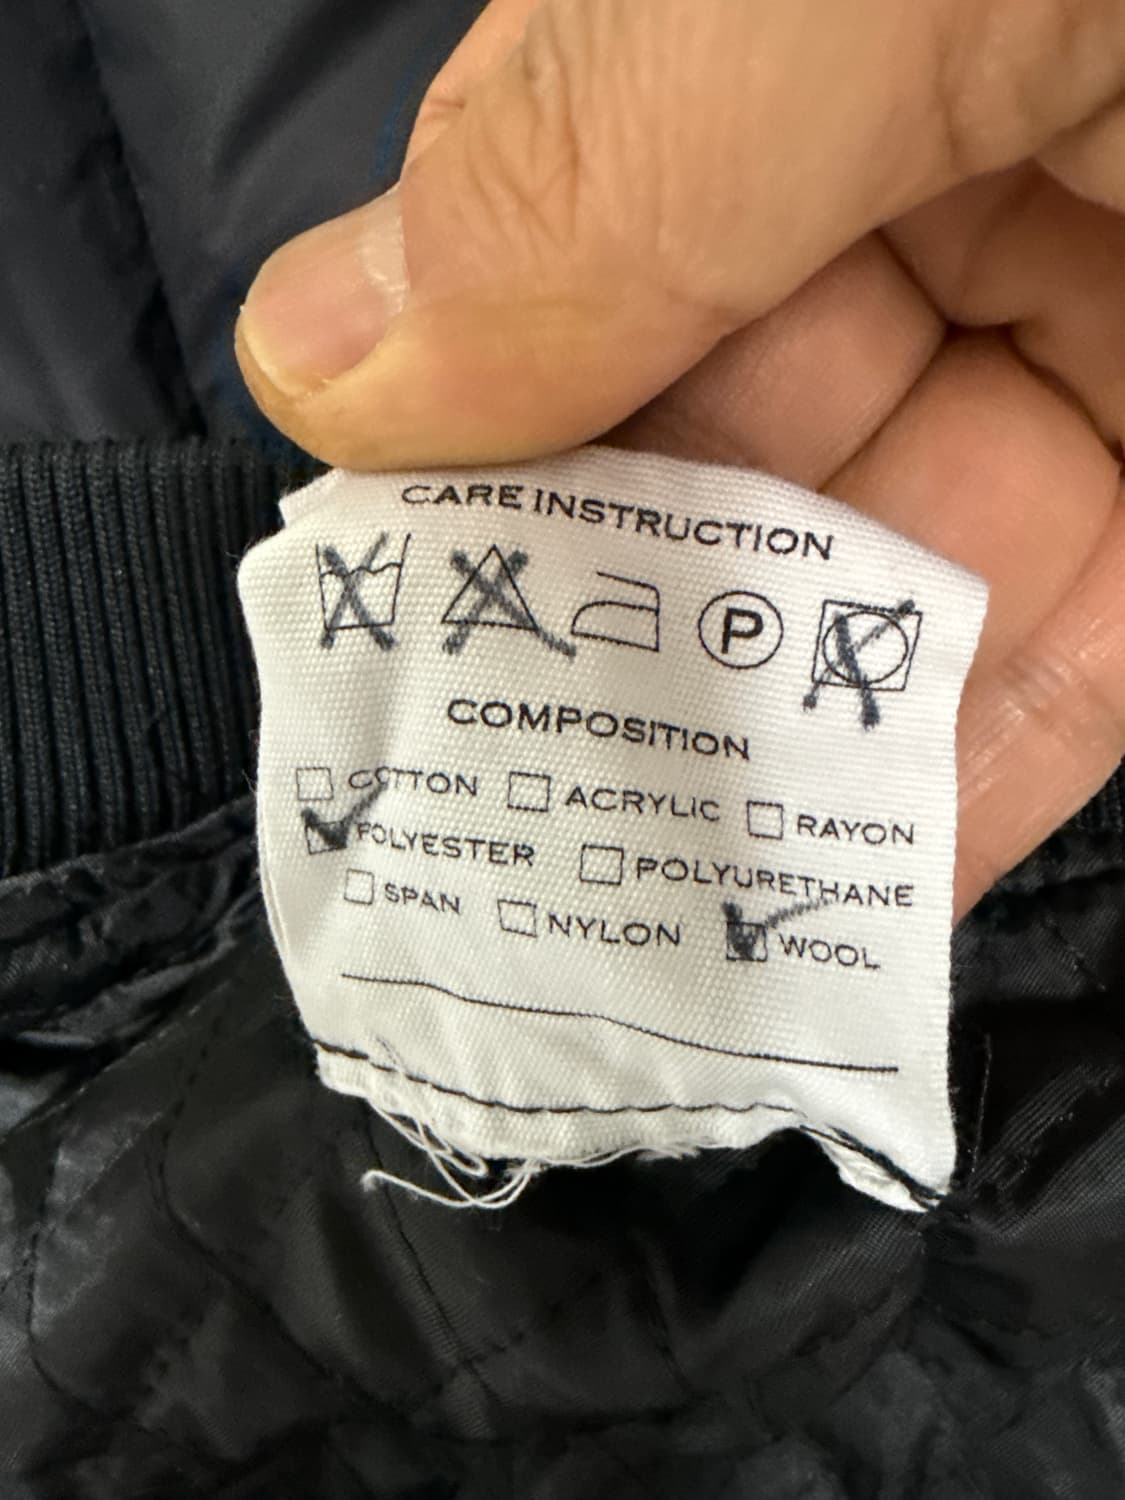 CARE INSTRUCTION
P
COMPOSITION
COTTON ACRYLIC RAYON
POLYESTER POLYURETHANE
SPAN NYLON WOOL